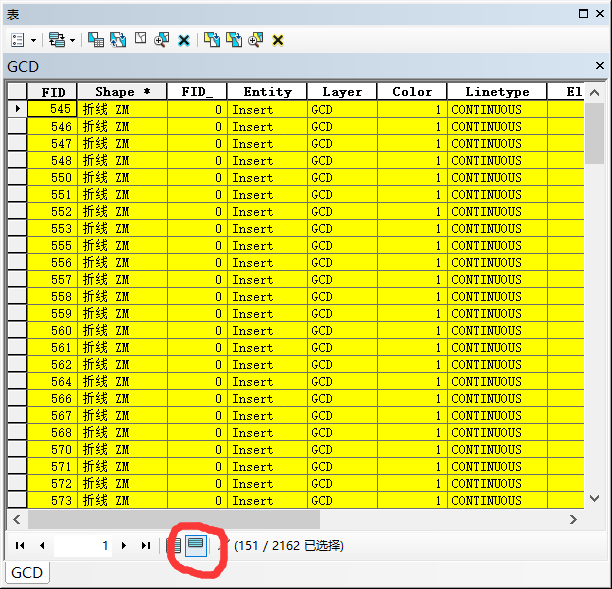 表
GCD
FID Shape * FID_ Entity Layer Color Linetype El
545 折线 ZM 0 Insert GCD 1 CONTINUOUS
546 折线 ZM 0 Insert GCD 1 CONTINUOUS
547 折线 ZM 0 Insert GCD 1 CONTINUOUS
548 折线 ZM 0 Insert GCD 1 CONTINUOUS
550 折线 ZM 0 Insert GCD 1 CONTINUOUS
551 折线 ZM 0 Insert GCD 1 CONTINUOUS
552 折线 ZM 0 Insert GCD 1 CONTINUOUS
553 折线 ZM 0 Insert GCD 1 CONTINUOUS
555 折线 ZM 0 Insert GCD 1 CONTINUOUS
556 折线 ZM 0 Insert GCD 1 CONTINUOUS
557 折线 ZM 0 Insert GCD 1 CONTINUOUS
558 折线 ZM 0 Insert GCD 1 CONTINUOUS
559 折线 ZM 0 Insert GCD 1 CONTINUOUS
560 折线 ZM 0 Insert GCD 1 CONTINUOUS
561 折线 ZM 0 Insert GCD 1 CONTINUOUS
562 折线 ZM 0 Insert GCD 1 CONTINUOUS
564 折线 ZM 0 Insert GCD 1 CONTINUOUS
566 折线 ZM 0 Insert GCD 1 CONTINUOUS
567 折线 ZM 0 Insert GCD 1 CONTINUOUS
568 折线 ZM 0 Insert GCD 1 CONTINUOUS
570 折线 ZM 0 Insert GCD 1 CONTINUOUS
571 折线 ZM 0 Insert GCD 1 CONTINUOUS
572 折线 ZM 0 Insert GCD 1 CONTINUOUS
573 折线 ZM 0 Insert GCD 1 CONTINUOUS
1 (151 / 2162 已选择)
GCD